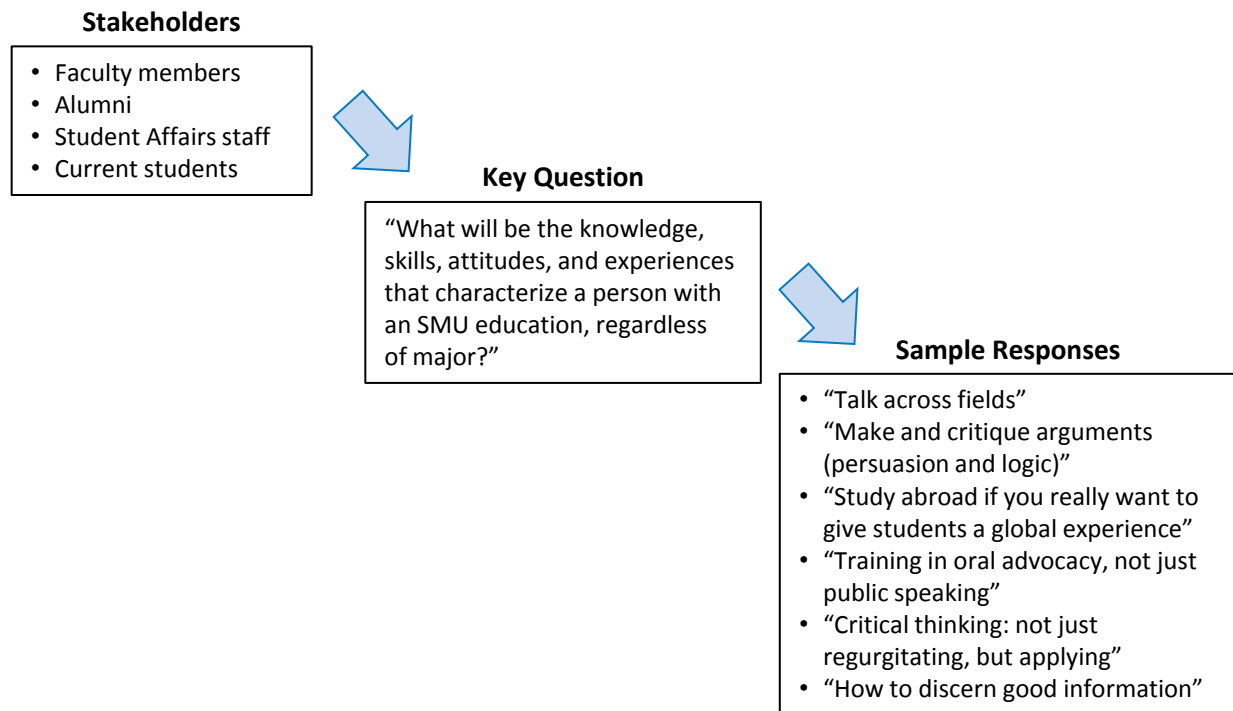 Stakeholders
• Faculty members
• Alumni
• Student Affairs staff
• Current students
Key Question
“What will be the knowledge,
skills, attitudes, and experiences
that characterize a person with
an SMU education, regardless
of major?”
Sample Responses
• “Talk across fields”
• “Make and critique arguments
(persuasion and logic)”
• “Study abroad if you really want to
give students a global experience”
• “Training in oral advocacy, not just
public speaking”
• “Critical thinking: not just
regurgitating, but applying”
• “How to discern good information”